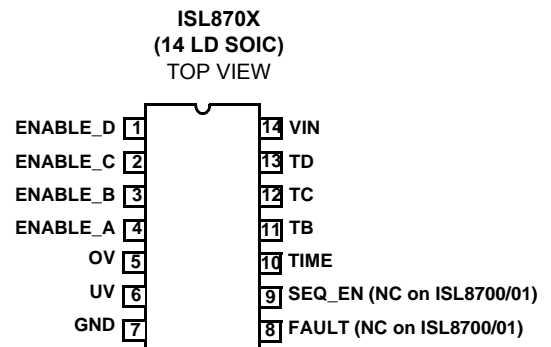 ISL870X
(14 LD SOIC)
TOP VIEW
ENABLE_D 1 14 VIN
ENABLE_C 2 13 TD
ENABLE_B 3 12 TC
ENABLE_A 4 11 TB
OV 5 10 TIME
UV 6 9 SEQ_EN (NC on ISL8700/01)
GND 7 8 FAULT (NC on ISL8700/01)